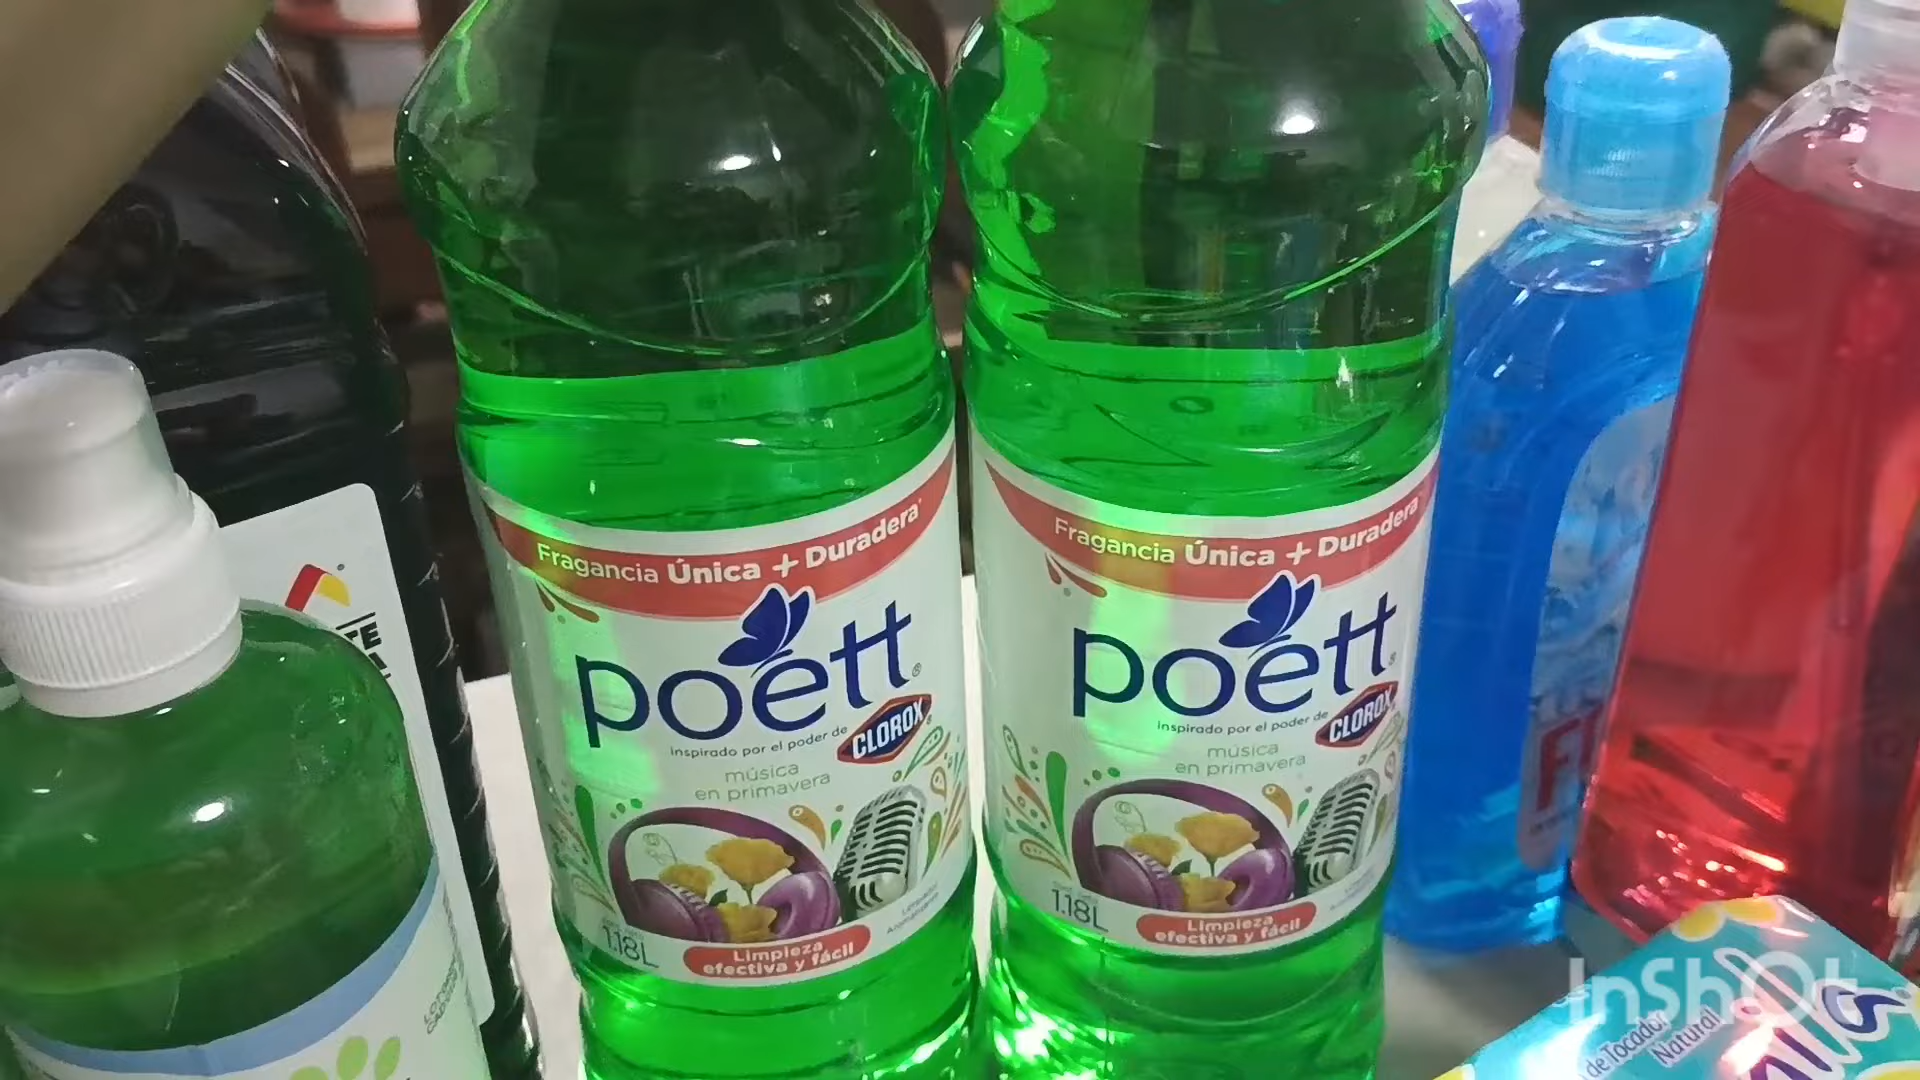 Fragancia Única + Duradera
poett
Inspirado por el poder de CLOROX
música
en primavera
1.18L
Limpieza
efectiva y fácil
Fragancia Única + Duradera
poett
Inspirado por el poder de CLOROX
música
en primavera
1.18L
Limpieza
efectiva y fácil
InShOt
de Tocador
Natural